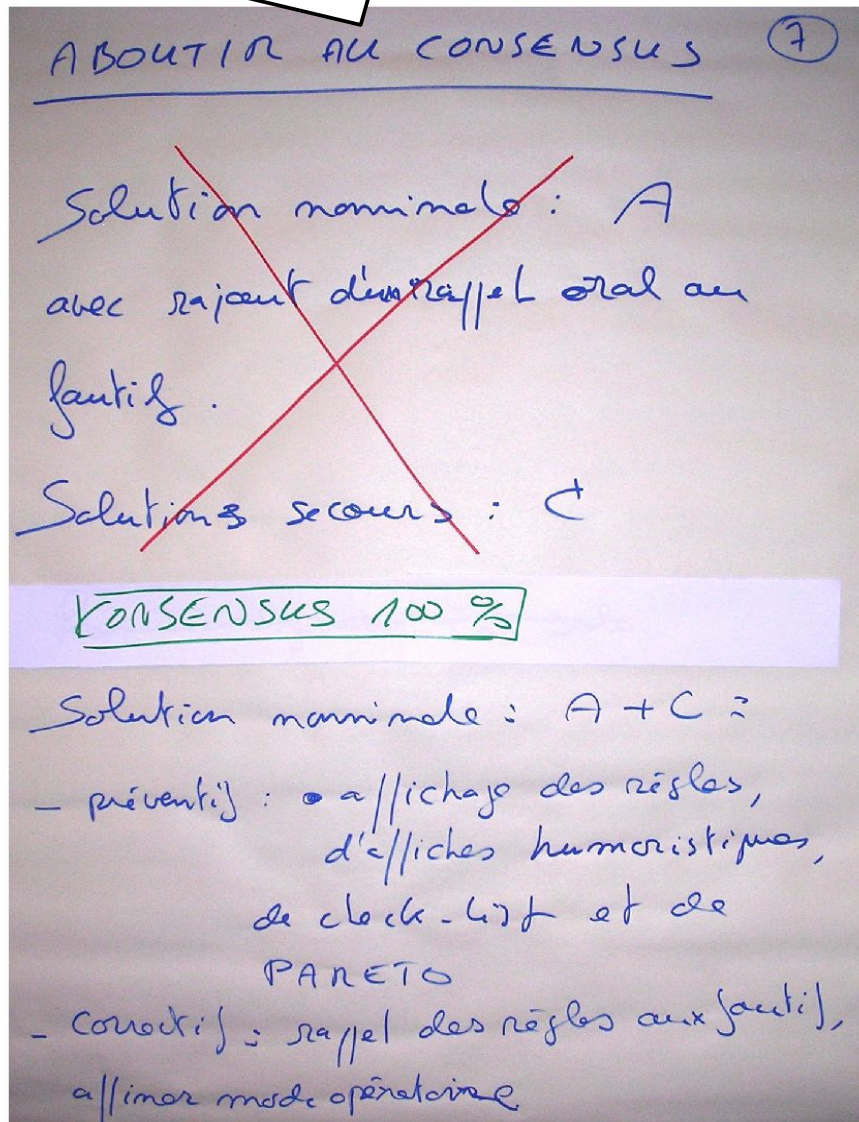 ABOUTIR AU CONSENSUS 7
Solution nominale : A
avec rajout d'un rappel oral au
fautif.
Solutions secours : C
CONSENSUS 100 %
Solution nominale : A + C :
- préventif : affichage des règles,
d'affiches humoristiques,
de check-list et de
PARETO
- correctif : rappel des règles aux fautif,
affiner mode opératoire